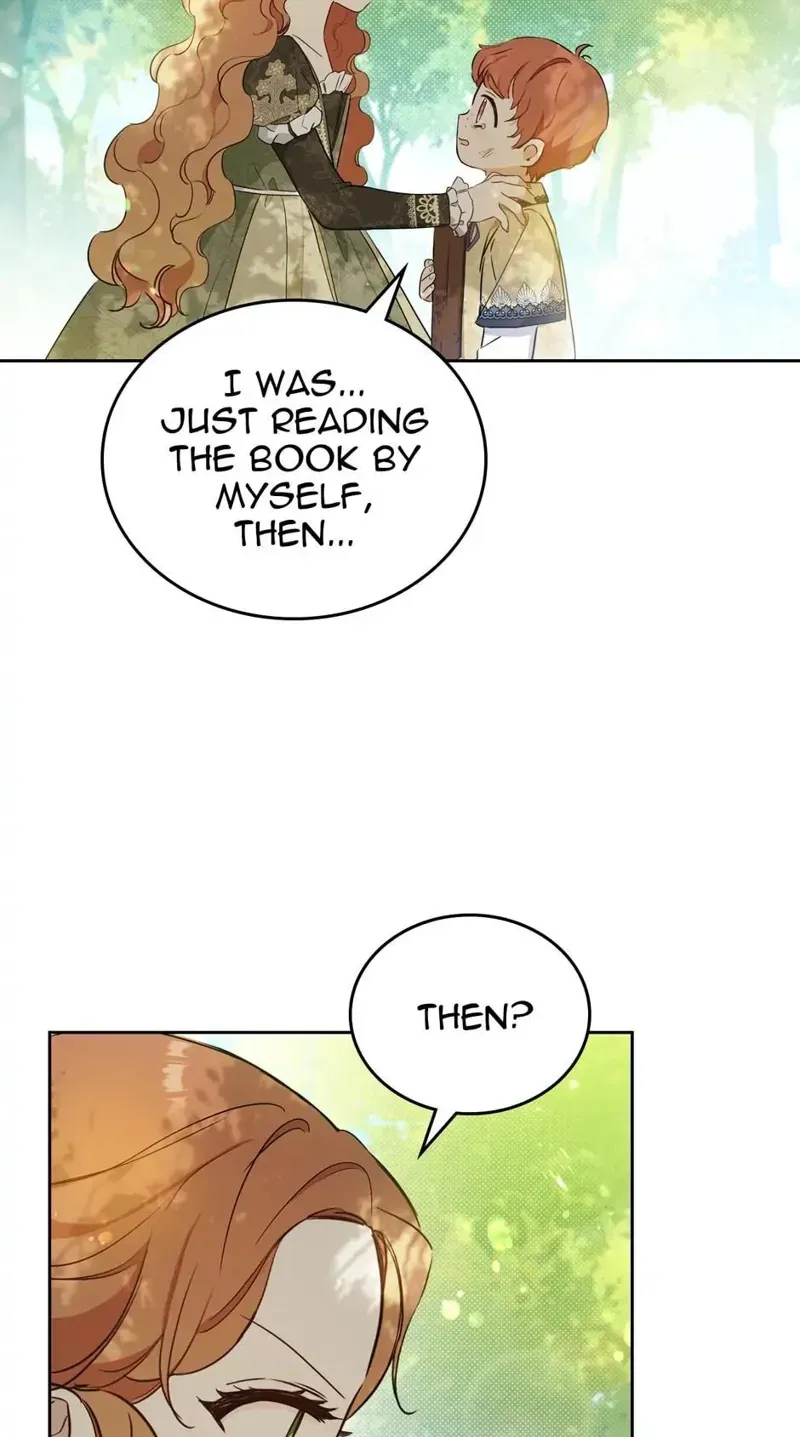 I WAS...
JUST READING
THE BOOK BY
MYSELF,
THEN...
THEN?